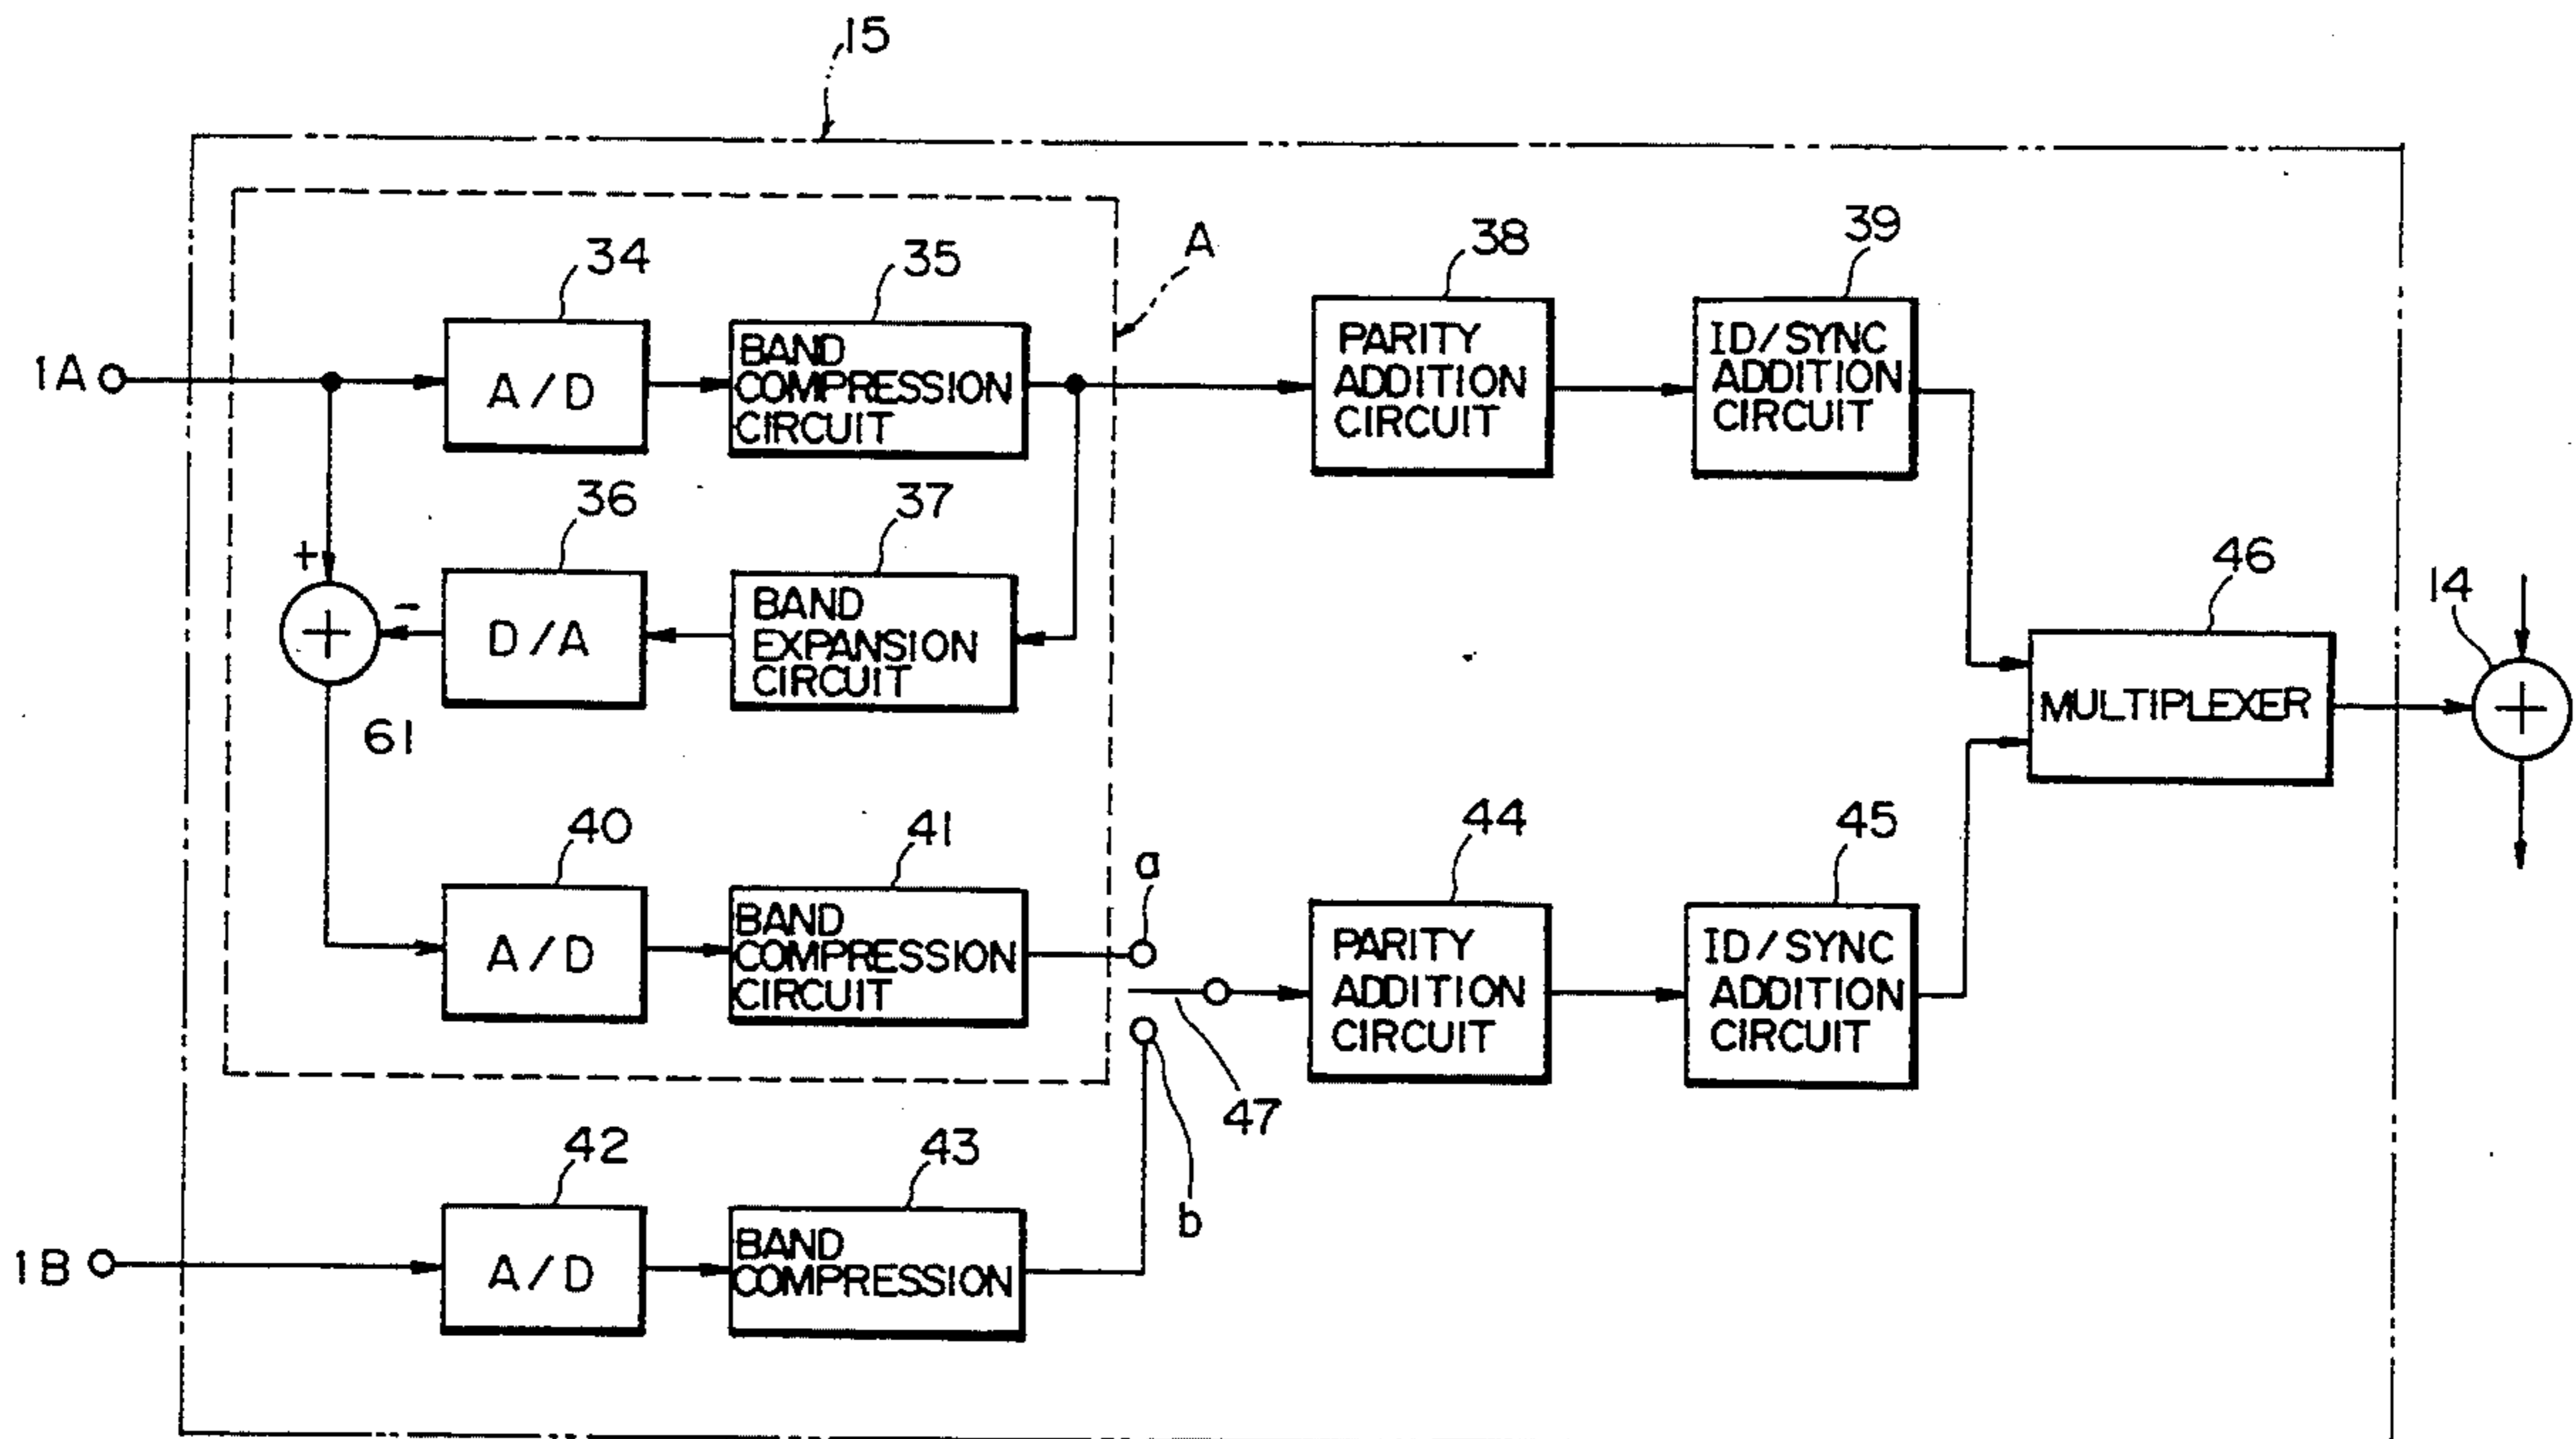 15
A
34
35
38
39
1A
A/D
BAND
COMPRESSION
CIRCUIT
PARITY
ADDITION
CIRCUIT
ID/SYNC
ADDITION
CIRCUIT
36
37
+
-
+
D/A
BAND
EXPANSION
CIRCUIT
61
46
14
MULTIPLEXER
+
40
41
a
44
45
A/D
BAND
COMPRESSION
CIRCUIT
PARITY
ADDITION
CIRCUIT
ID/SYNC
ADDITION
CIRCUIT
47
b
42
43
1B
A/D
BAND
COMPRESSION